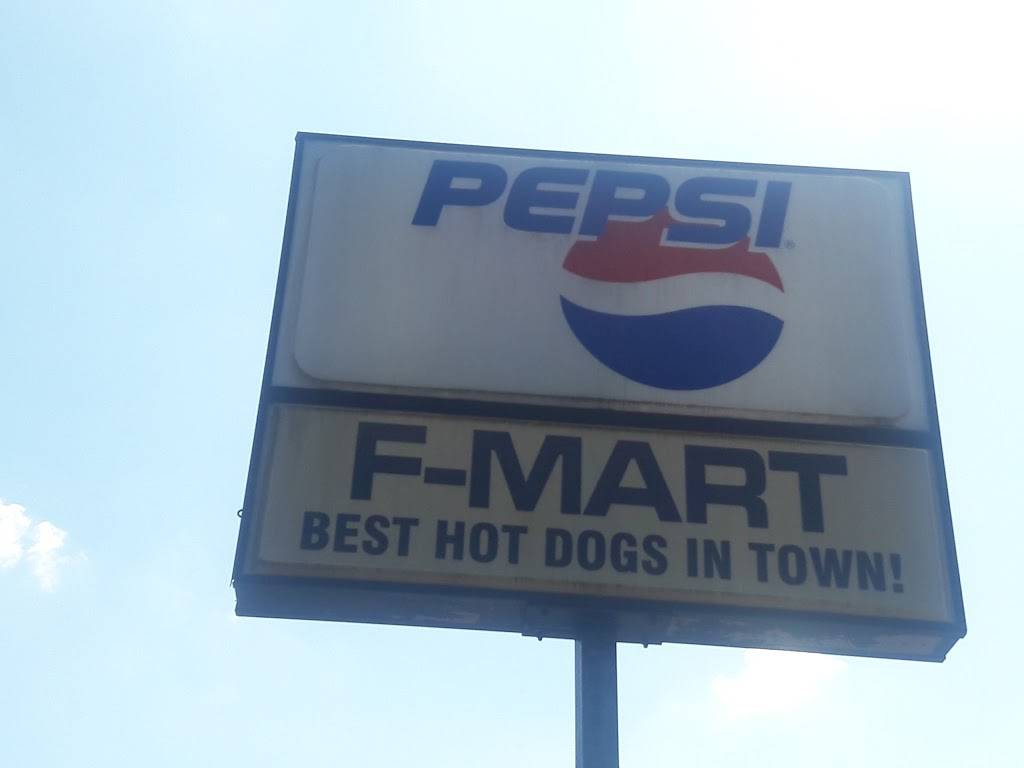 PEPSI®
F-MART
BEST HOT DOGS IN TOWN!